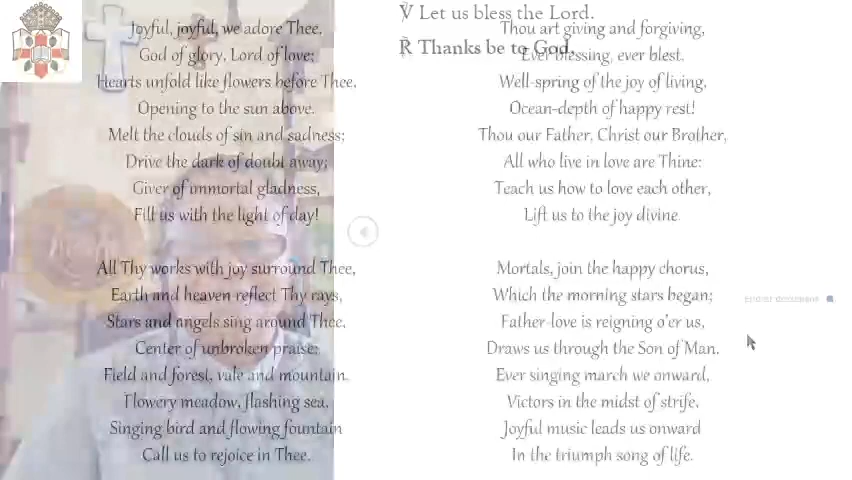 ℣ Let us bless the Lord.
℟ Thanks be to God.
Joyful, joyful, we adore Thee,
God of glory, Lord of love;
Hearts unfold like flowers before Thee,
Opening to the sun above.
Melt the clouds of sin and sadness;
Drive the dark of doubt away;
Giver of immortal gladness,
Fill us with the light of day!
All Thy works with joy surround Thee,
Earth and heaven reflect Thy rays,
Stars and angels sing around Thee,
Center of unbroken praise;
Field and forest, vale and mountain,
Flowery meadow, flashing sea,
Singing bird and flowing fountain
Call us to rejoice in Thee.
Thou art giving and forgiving,
Ever blessing, ever blest,
Well-spring of the joy of living,
Ocean-depth of happy rest!
Thou our Father, Christ our Brother,
All who live in love are Thine:
Teach us how to love each other,
Lift us to the joy divine.
Mortals, join the happy chorus,
Which the morning stars began;
Father-love is reigning o'er us,
Draws us through the Son of Man.
Ever singing march we onward,
Victors in the midst of strife,
Joyful music leads us onward
In the triumph song of life.
End of document